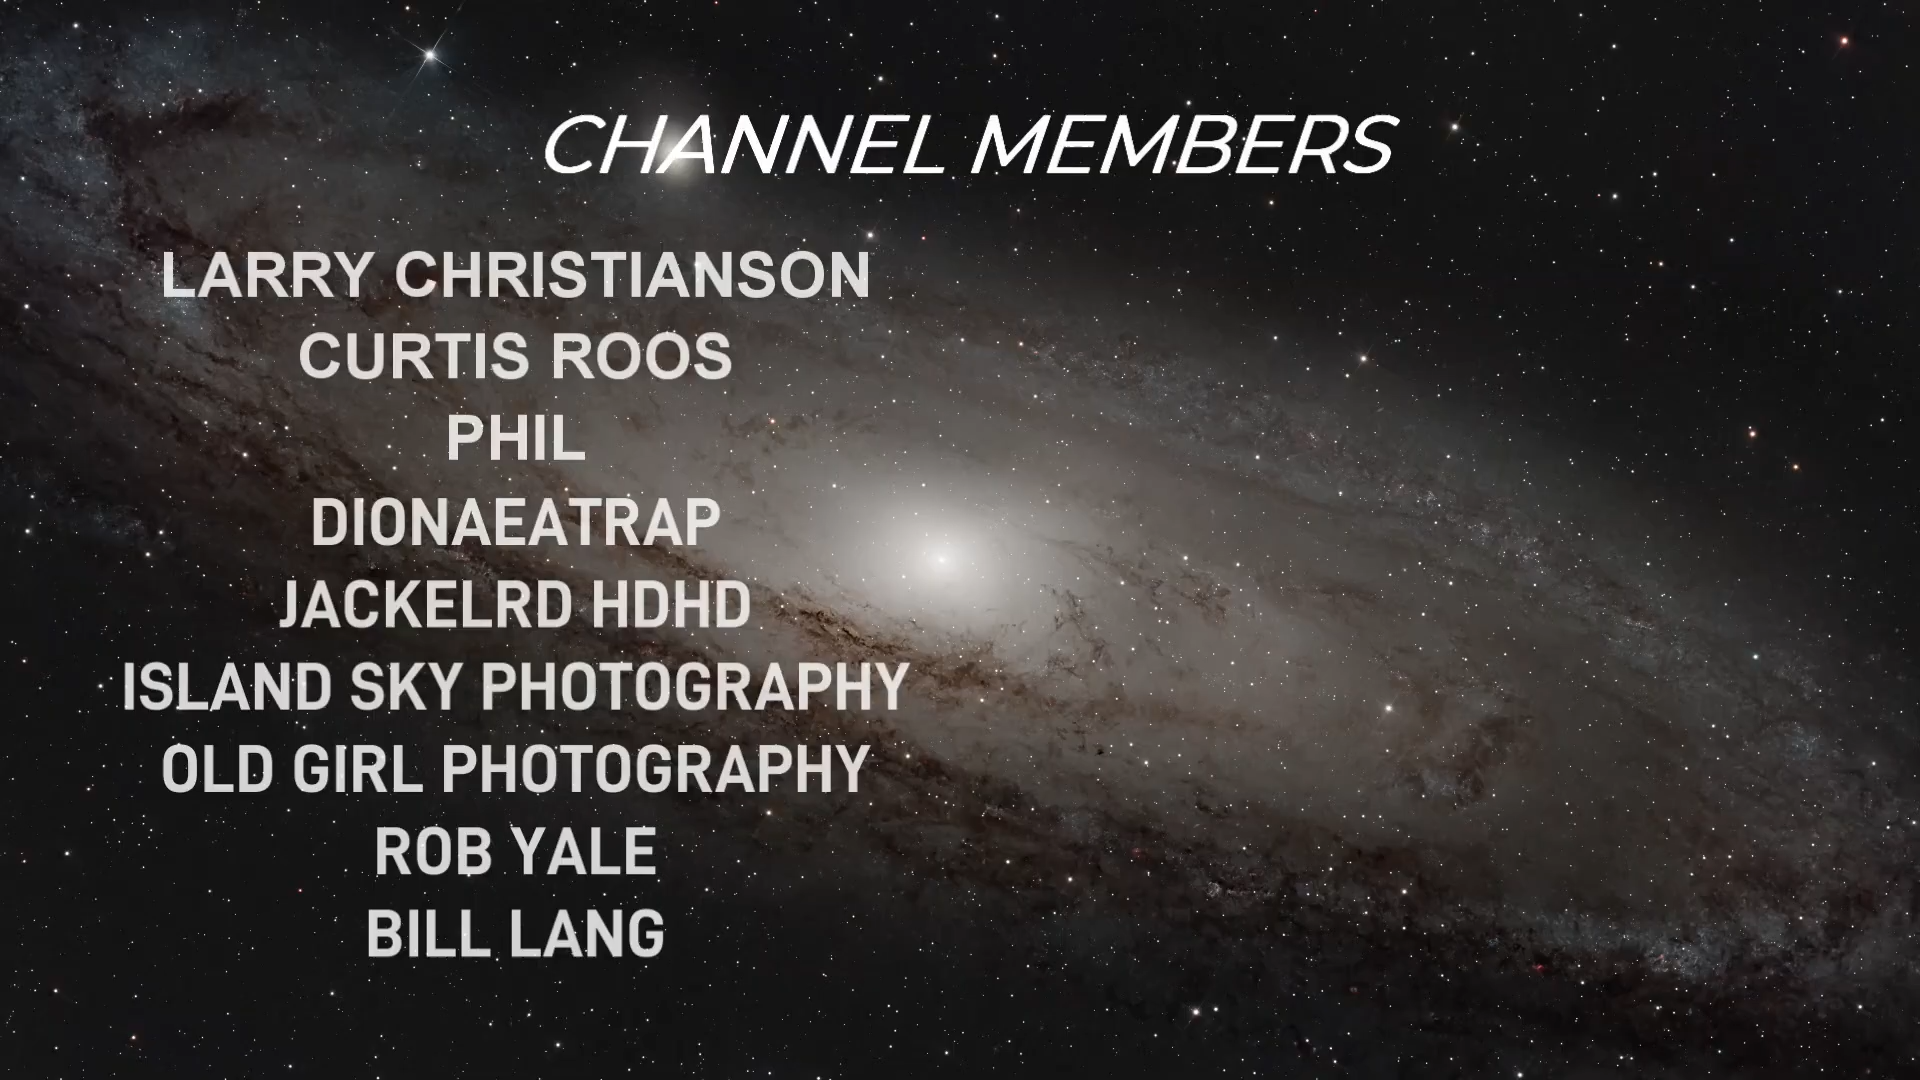 CHANNEL MEMBERS
LARRY CHRISTIANSON
CURTIS ROOS
PHIL
DIONAEATRAP
JACKELRD HDHD
ISLAND SKY PHOTOGRAPHY
OLD GIRL PHOTOGRAPHY
ROB YALE
BILL LANG